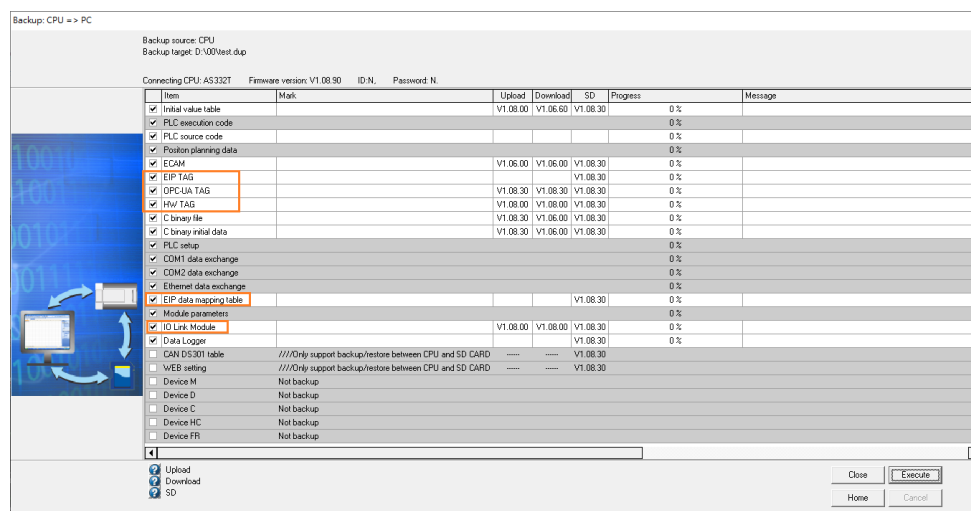 Backup: CPU => PC
Backup source: CPU
Backup target: D:\00\test.dup
Connecting CPU: AS332T Firmware version: V1.08.90 ID:N, Password: N.
Item Mark Upload Download SD Progress Message
Initial value table V1.08.00 V1.06.60 V1.08.30 0 %
PLC execution code 0 %
PLC source code 0 %
Positon planning data 0 %
ECAM V1.06.00 V1.06.00 V1.08.30 0 %
EIP TAG V1.08.30 0 %
OPC-UA TAG V1.08.30 V1.08.30 V1.08.30 0 %
HW TAG V1.08.00 V1.08.00 V1.08.30 0 %
C binary file V1.08.30 V1.06.00 V1.08.30 0 %
C binary initial data V1.08.30 V1.06.00 V1.08.30 0 %
PLC setup 0 %
COM1 data exchange 0 %
COM2 data exchange 0 %
Ethernet data exchange 0 %
EIP data mapping table V1.08.30 0 %
Module parameters 0 %
IO Link Module V1.08.00 V1.08.00 V1.08.30 0 %
Data Logger V1.08.30 0 %
CAN DS301 table ////Only support backup/restore between CPU and SD CARD ------ ------ V1.08.30
WEB setting ////Only support backup/restore between CPU and SD CARD ------ ------ V1.08.30
Device M Not backup
Device D Not backup
Device C Not backup
Device HC Not backup
Device FR Not backup
Upload
Download
SD
Close Execute
Home Cancel